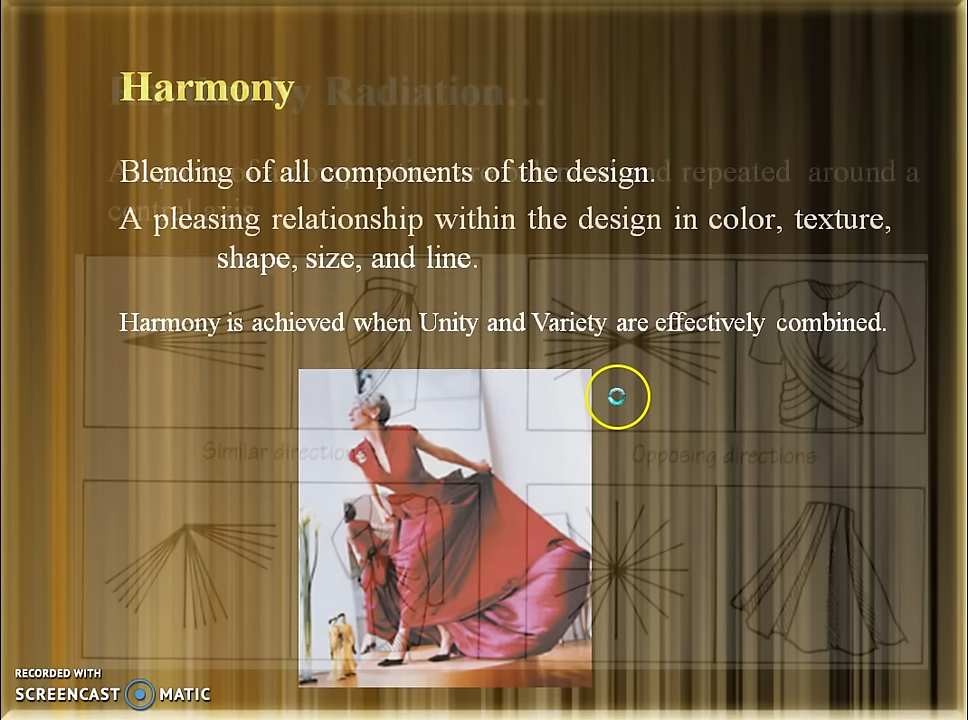 Harmony
Radiation...
Blending of all components of the design.
repeated around a
A pleasing relationship within the design in color, texture,
shape, size, and line.
Harmony is achieved when Unity and Variety are effectively combined.
Similar directions
Opposing directions
RECORDED WITH
SCREENCAST MATIC